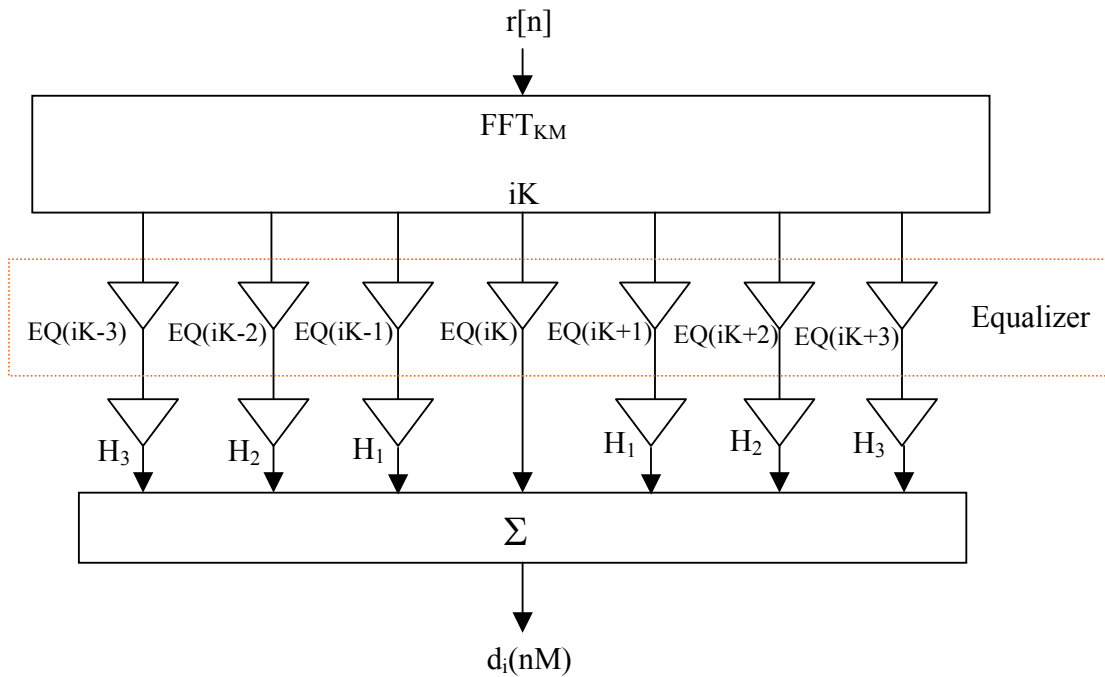 r[n]
FFT_KM
iK
EQ(iK-3) EQ(iK-2) EQ(iK-1) EQ(iK) EQ(iK+1) EQ(iK+2) EQ(iK+3)
Equalizer
H₃ H₂ H₁ H₁ H₂ H₃
Σ
dᵢ(nM)